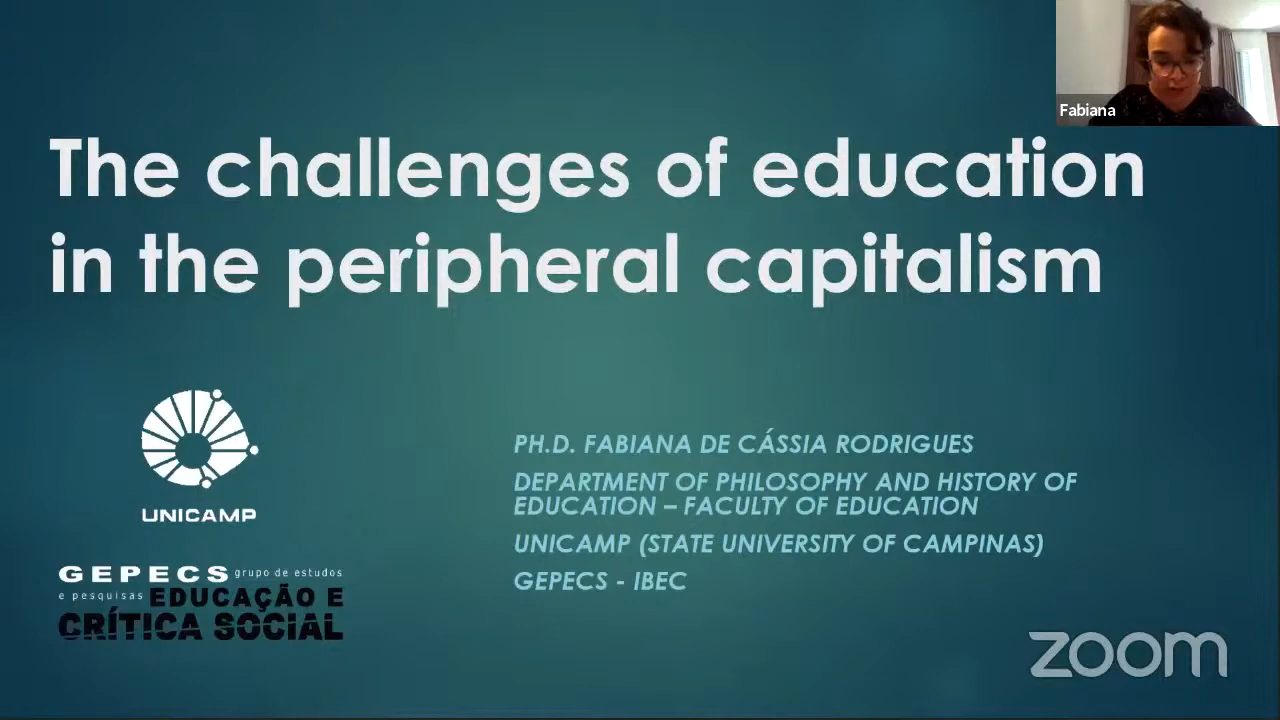 Fabiana
The challenges of education
in the peripheral capitalism
UNICAMP
GEPECS grupo de estudos
e pesquisas EDUCAÇÃO E
CRÍTICA SOCIAL
PH.D. FABIANA DE CÁSSIA RODRIGUES
DEPARTMENT OF PHILOSOPHY AND HISTORY OF
EDUCATION – FACULTY OF EDUCATION
UNICAMP (STATE UNIVERSITY OF CAMPINAS)
GEPECS - IBEC
zoom